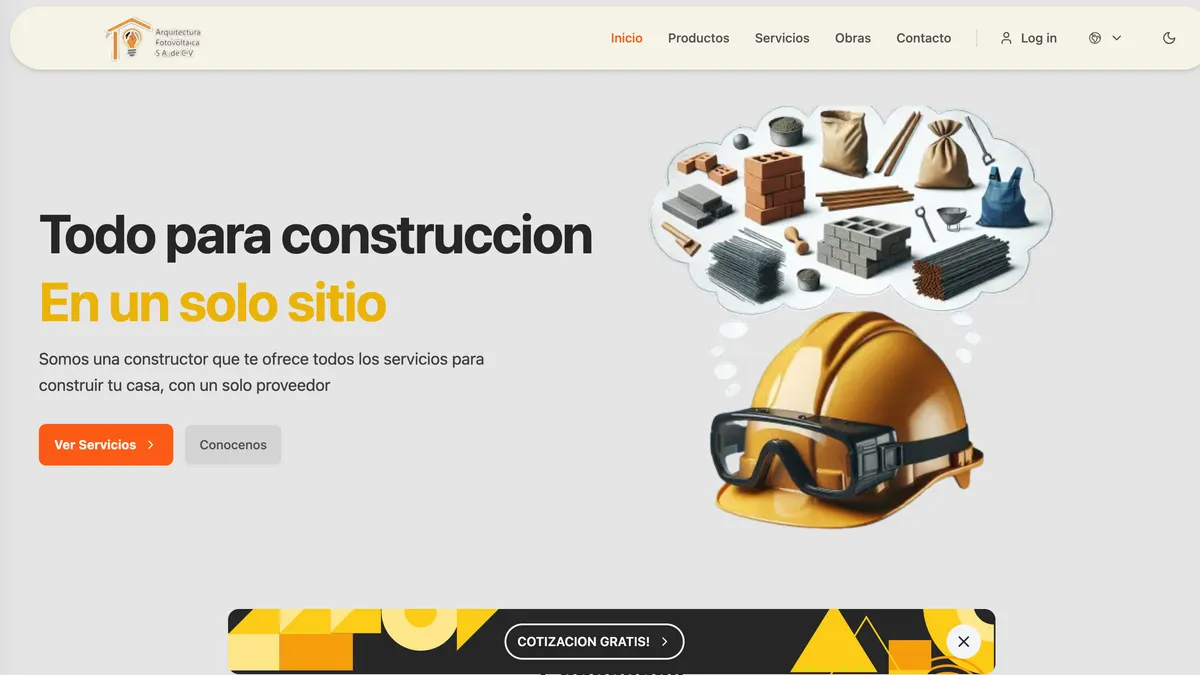 Arquitectura
Fotovoltaica
S.A. de C.V
Inicio
Productos
Servicios
Obras
Contacto
Log in
Todo para construccion
En un solo sitio
Somos una constructor que te ofrece todos los servicios para
construir tu casa, con un solo proveedor
Ver Servicios
Conocenos
COTIZACION GRATIS!